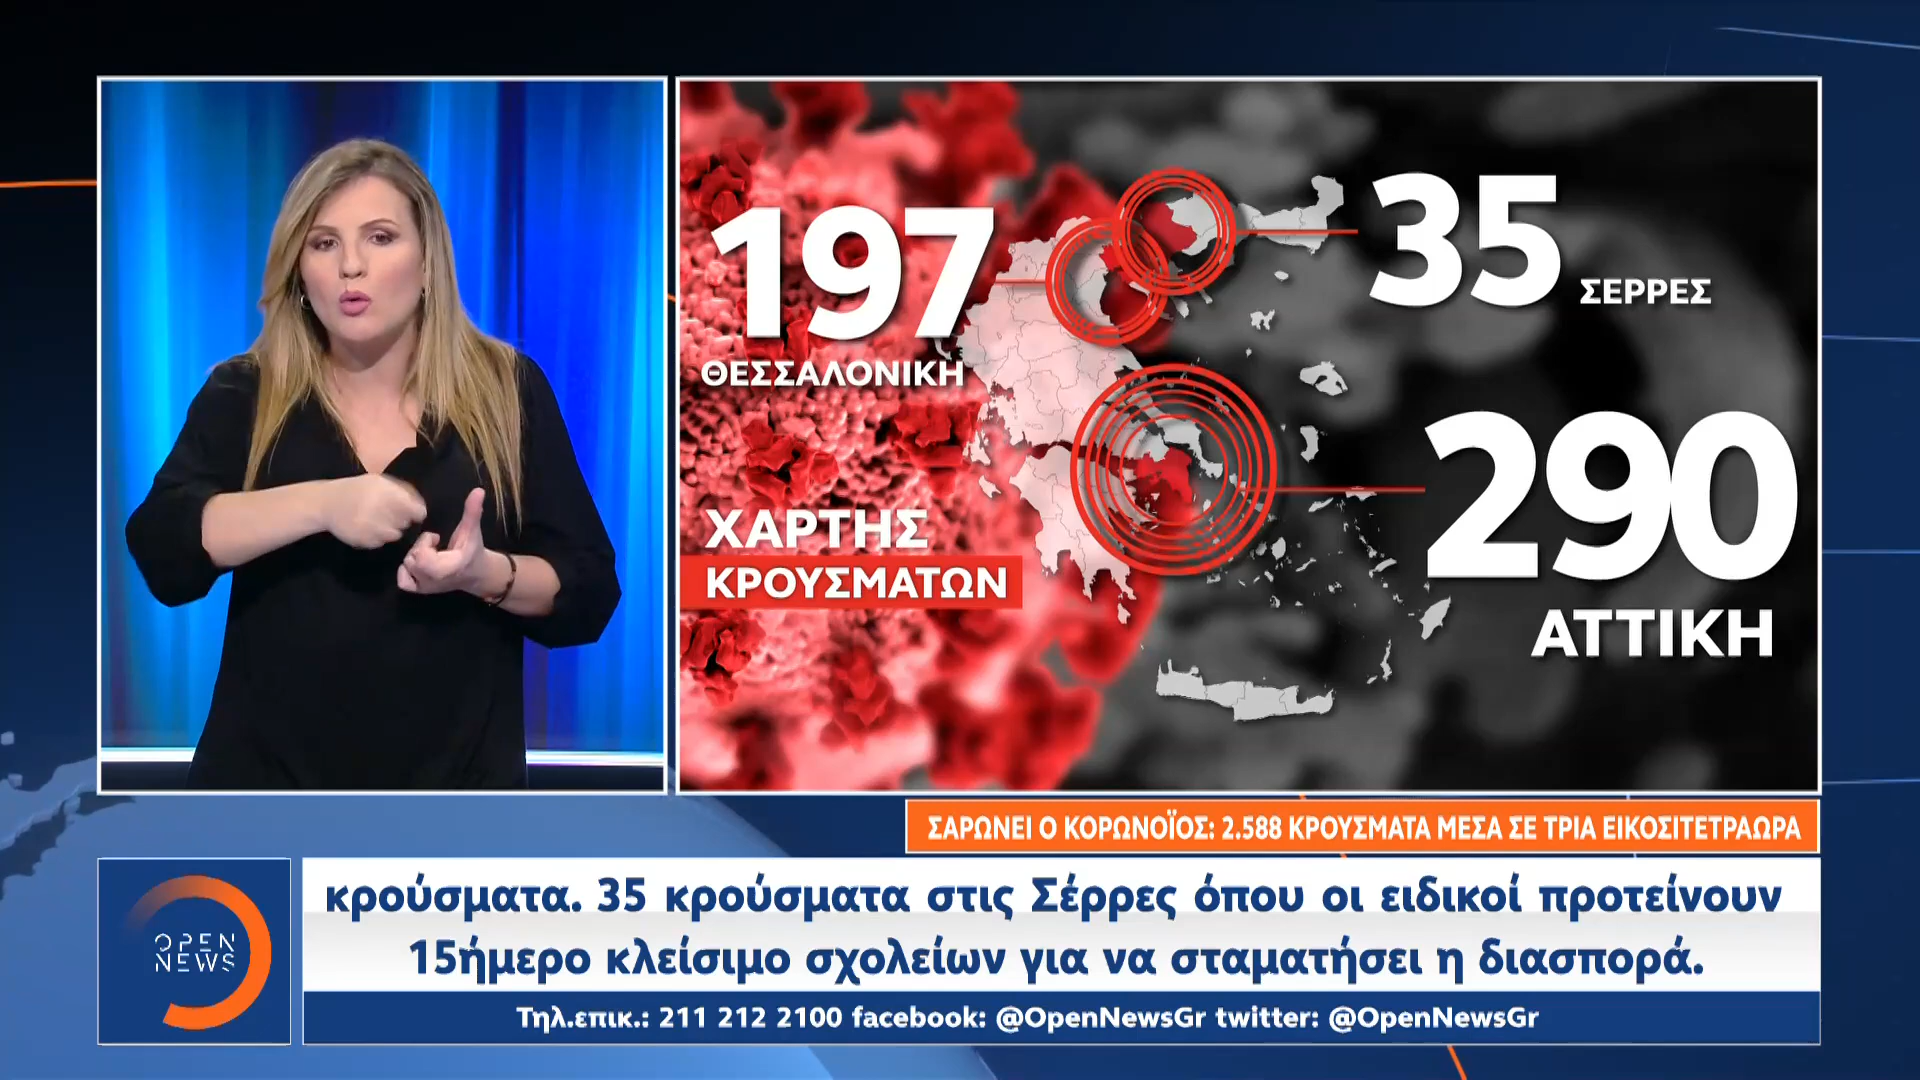 197
ΘΕΣΣΑΛΟΝΙΚΗ
35 ΣΕΡΡΕΣ
290
ΑΤΤΙΚΗ
ΧΑΡΤΗΣ
ΚΡΟΥΣΜΑΤΩΝ
ΣΑΡΩΝΕΙ Ο ΚΟΡΩΝΟΪΟΣ: 2.588 ΚΡΟΥΣΜΑΤΑ ΜΕΣΑ ΣΕ ΤΡΙΑ ΕΙΚΟΣΙΤΕΤΡΑΩΡΑ
κρούσματα. 35 κρούσματα στις Σέρρες όπου οι ειδικοί προτείνουν
15ήμερο κλείσιμο σχολείων για να σταματήσει η διασπορά.
OPEN
NEWS
Τηλ.επικ.: 211 212 2100 facebook: @OpenNewsGr twitter: @OpenNewsGr